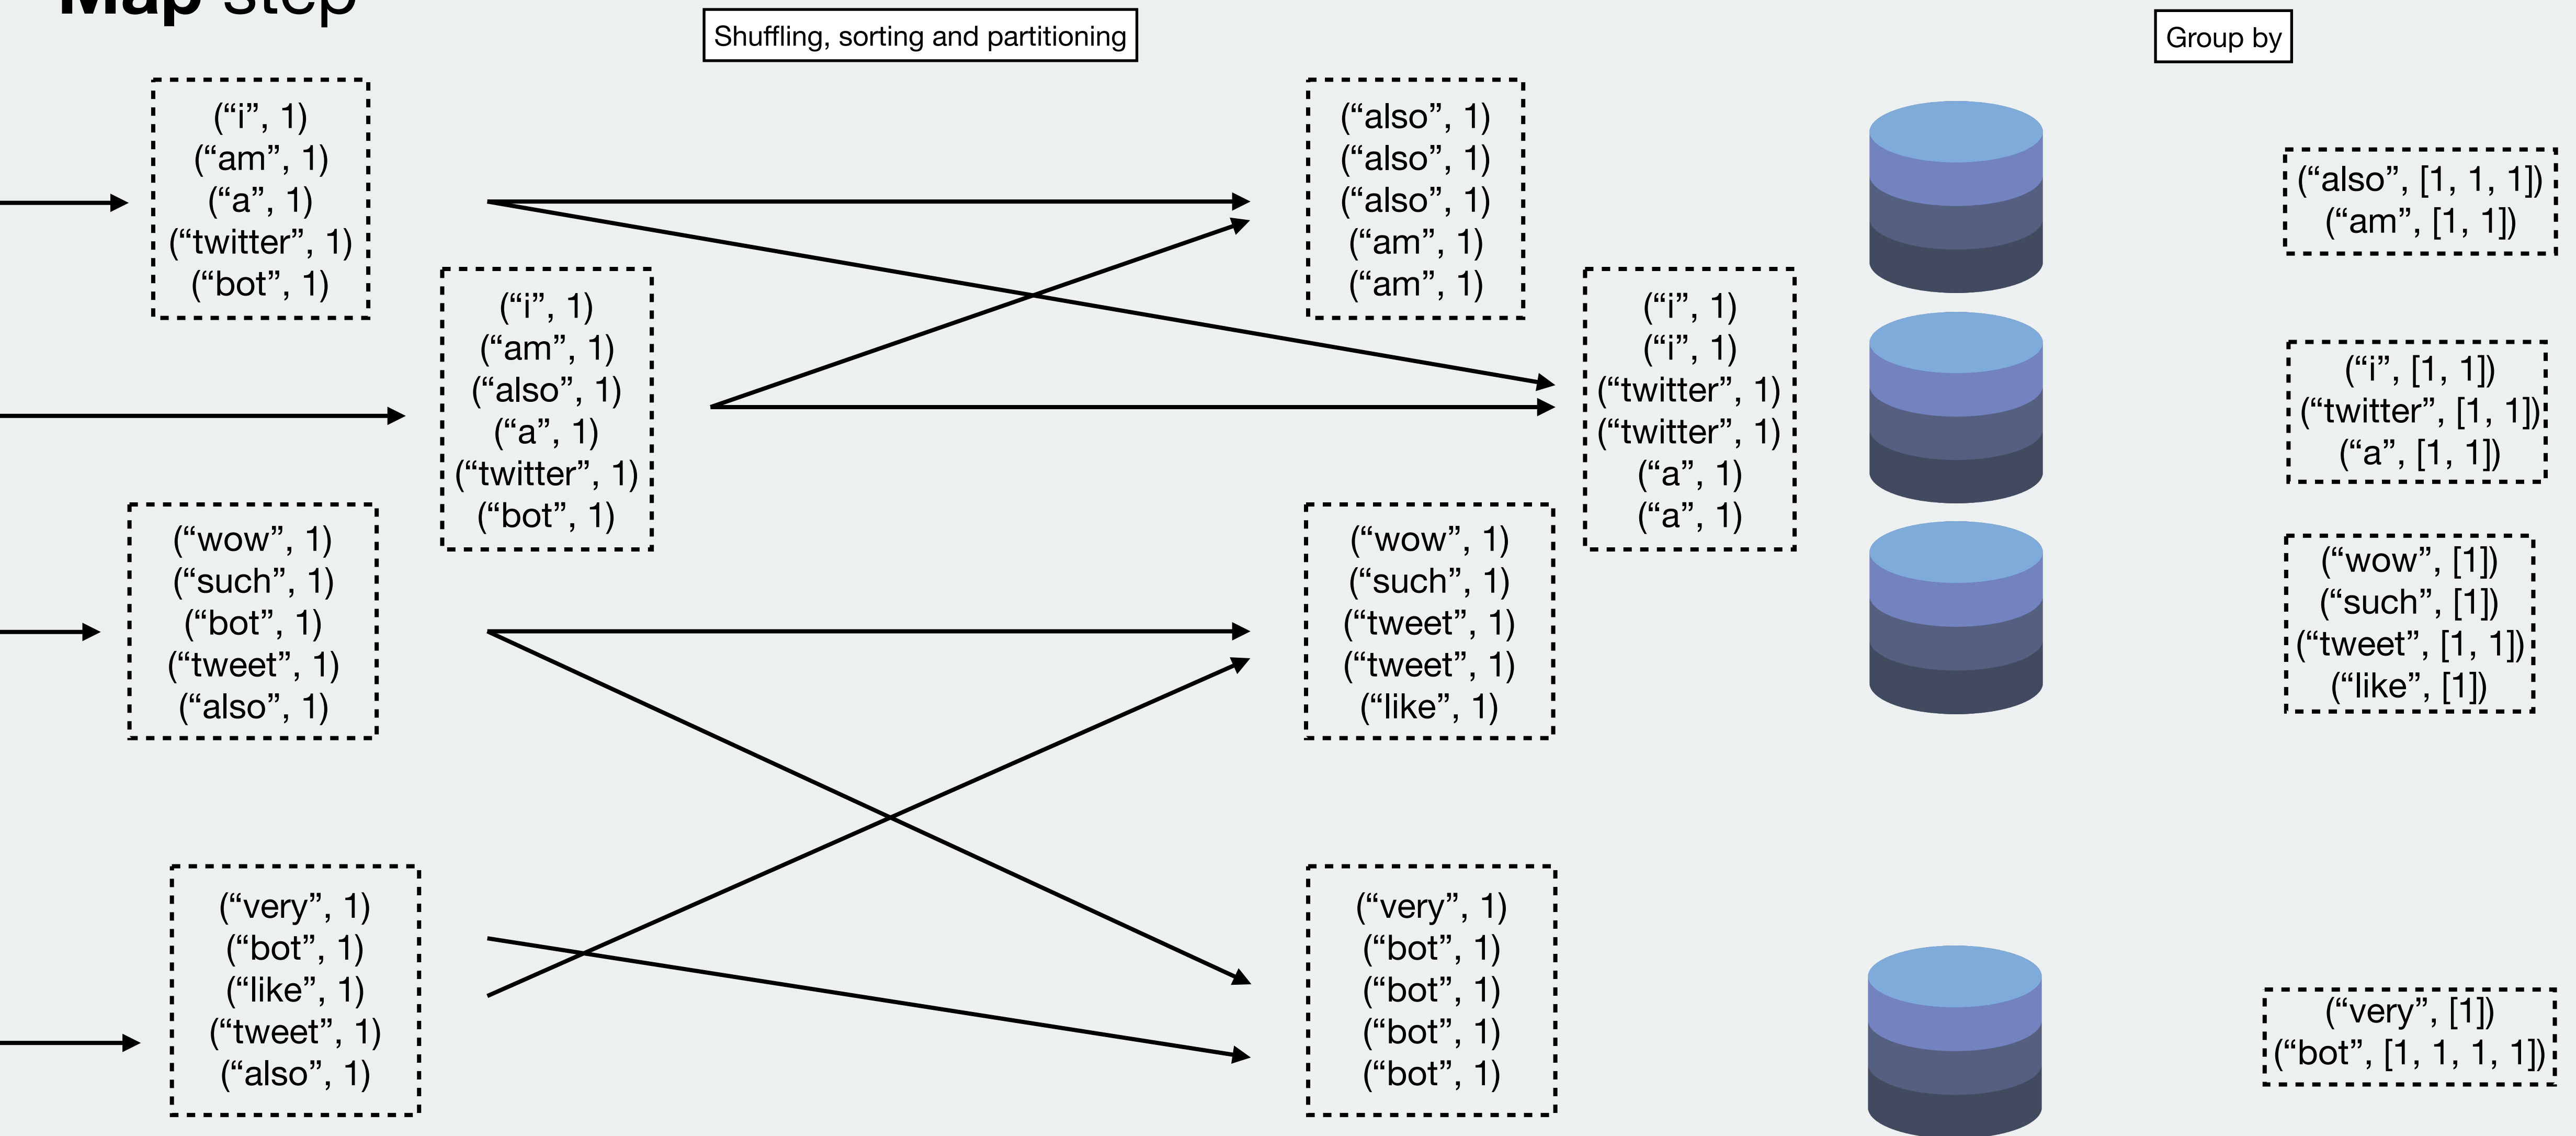 Map step
Shuffling, sorting and partitioning
Group by
(“i”, 1)
(“am”, 1)
(“a”, 1)
(“twitter”, 1)
(“bot”, 1)
(“i”, 1)
(“am”, 1)
(“also”, 1)
(“a”, 1)
(“twitter”, 1)
(“bot”, 1)
(“wow”, 1)
(“such”, 1)
(“bot”, 1)
(“tweet”, 1)
(“also”, 1)
(“very”, 1)
(“bot”, 1)
(“like”, 1)
(“tweet”, 1)
(“also”, 1)
(“also”, 1)
(“also”, 1)
(“also”, 1)
(“am”, 1)
(“am”, 1)
(“i”, 1)
(“i”, 1)
(“twitter”, 1)
(“twitter”, 1)
(“a”, 1)
(“a”, 1)
(“wow”, 1)
(“such”, 1)
(“tweet”, 1)
(“tweet”, 1)
(“like”, 1)
(“very”, 1)
(“bot”, 1)
(“bot”, 1)
(“bot”, 1)
(“bot”, 1)
(“also”, [1, 1, 1])
(“am”, [1, 1])
(“i”, [1, 1])
(“twitter”, [1, 1])
(“a”, [1, 1])
(“wow”, [1])
(“such”, [1])
(“tweet”, [1, 1])
(“like”, [1])
(“very”, [1])
(“bot”, [1, 1, 1, 1])